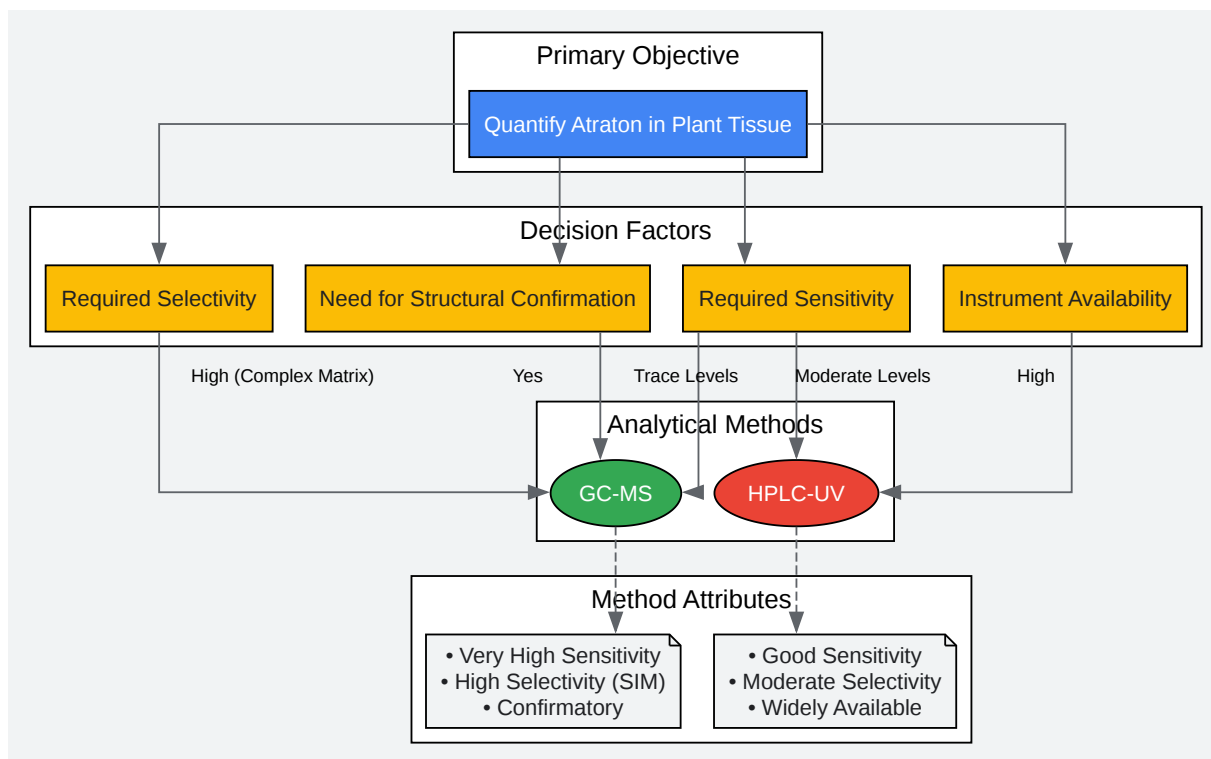 Primary Objective
Quantify Atraton in Plant Tissue
Decision Factors
Required Selectivity
Need for Structural Confirmation
Required Sensitivity
Instrument Availability
High (Complex Matrix)
Yes
Trace Levels
Moderate Levels
High
Analytical Methods
GC-MS
HPLC-UV
Method Attributes
• Very High Sensitivity
• High Selectivity (SIM)
• Confirmatory
• Good Sensitivity
• Moderate Selectivity
• Widely Available